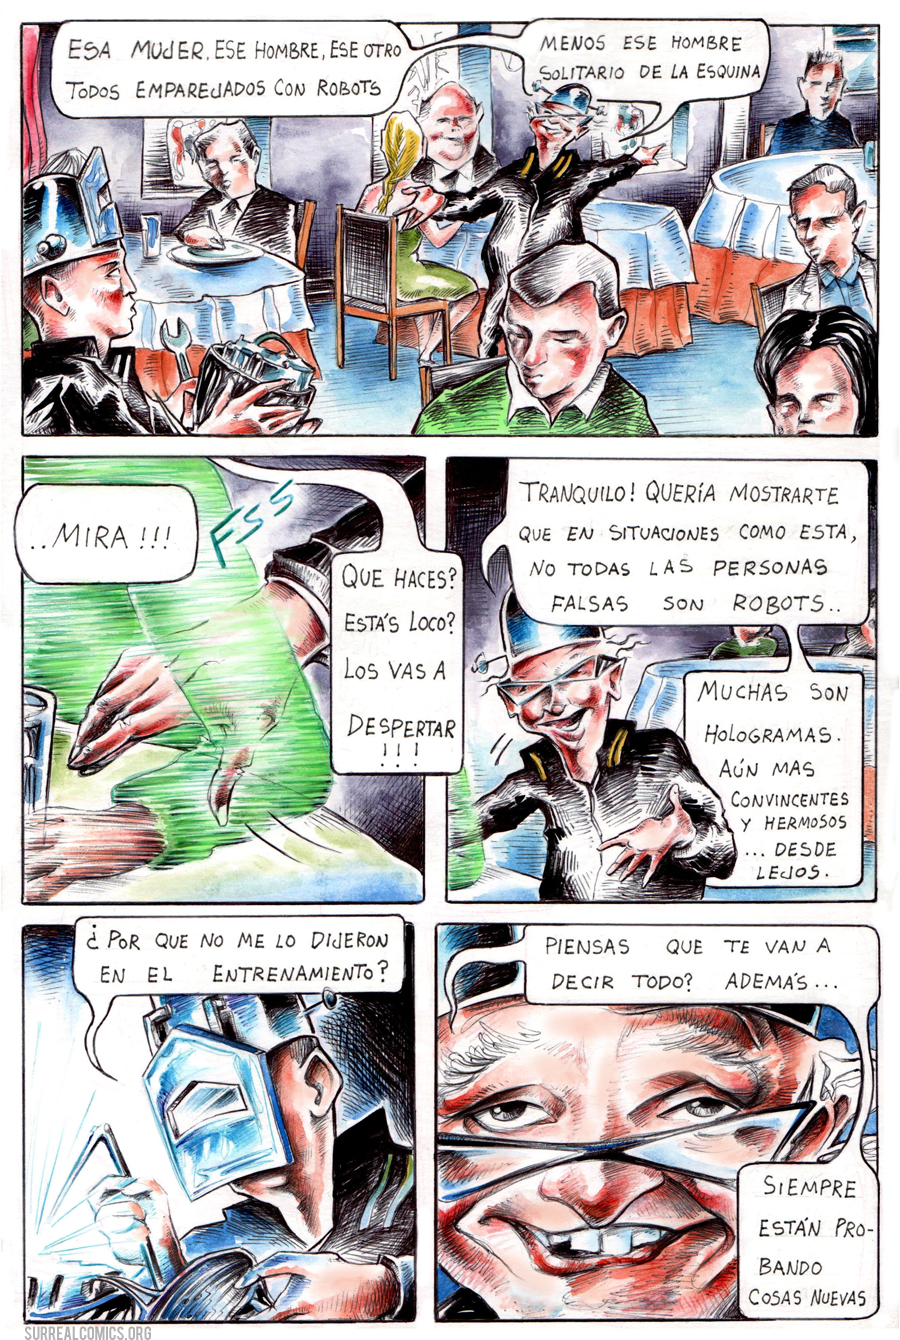 ESA MUJER, ESE HOMBRE, ESE OTRO
TODOS EMPAREJADOS CON ROBOTS
MENOS ESE HOMBRE
SOLITARIO DE LA ESQUINA
..MIRA!!!
FSS
QUE HACES?
ESTÁS LOCO?
LOS VAS A
DESPERTAR
!!!
TRANQUILO! QUERÍA MOSTRARTE
QUE EN SITUACIONES COMO ESTA,
NO TODAS LAS PERSONAS
FALSAS SON ROBOTS..
MUCHAS SON
HOLOGRAMAS.
AÚN MAS
CONVINCENTES
Y HERMOSOS
... DESDE
LEJOS.
¿POR QUE NO ME LO DIJERON
EN EL ENTRENAMIENTO?
PIENSAS QUE TE VAN A
DECIR TODO? ADEMÁS...
SIEMPRE
ESTÁN PRO-
BANDO
COSAS NUEVAS
SURREALCOMICS.ORG